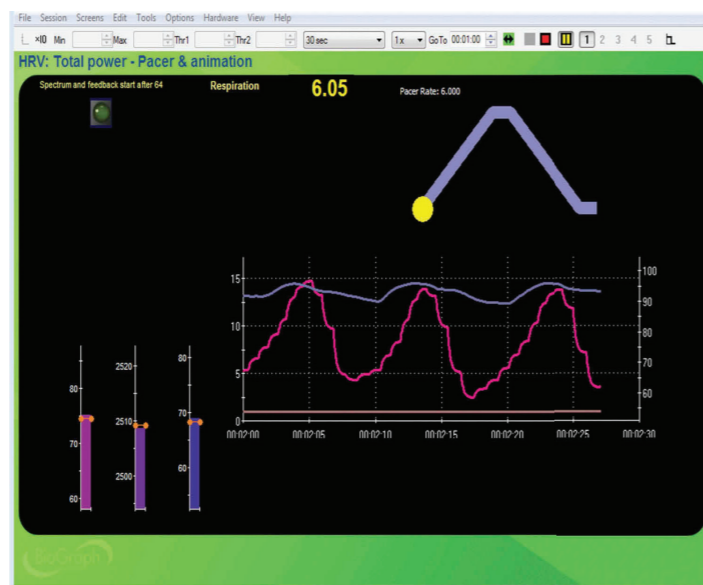 File Session Screens Edit Tools Options Hardware View Help
×10 Min Max Thr1 Thr2 30 sec 1 x GoTo 00:01:00 1 2 3 4 5
HRV: Total power - Pacer & animation
Spectrum and feedback start after 64 Respiration 6.05 Pacer Rate: 6.000
15 100
90
10 80
70
5
60
0
00:02:00 00:02:05 00:02:10 00:02:15 00:02:20 00:02:25 00:02:30
80 70 60
2520 2510 2500
80 70 60
BioGraph